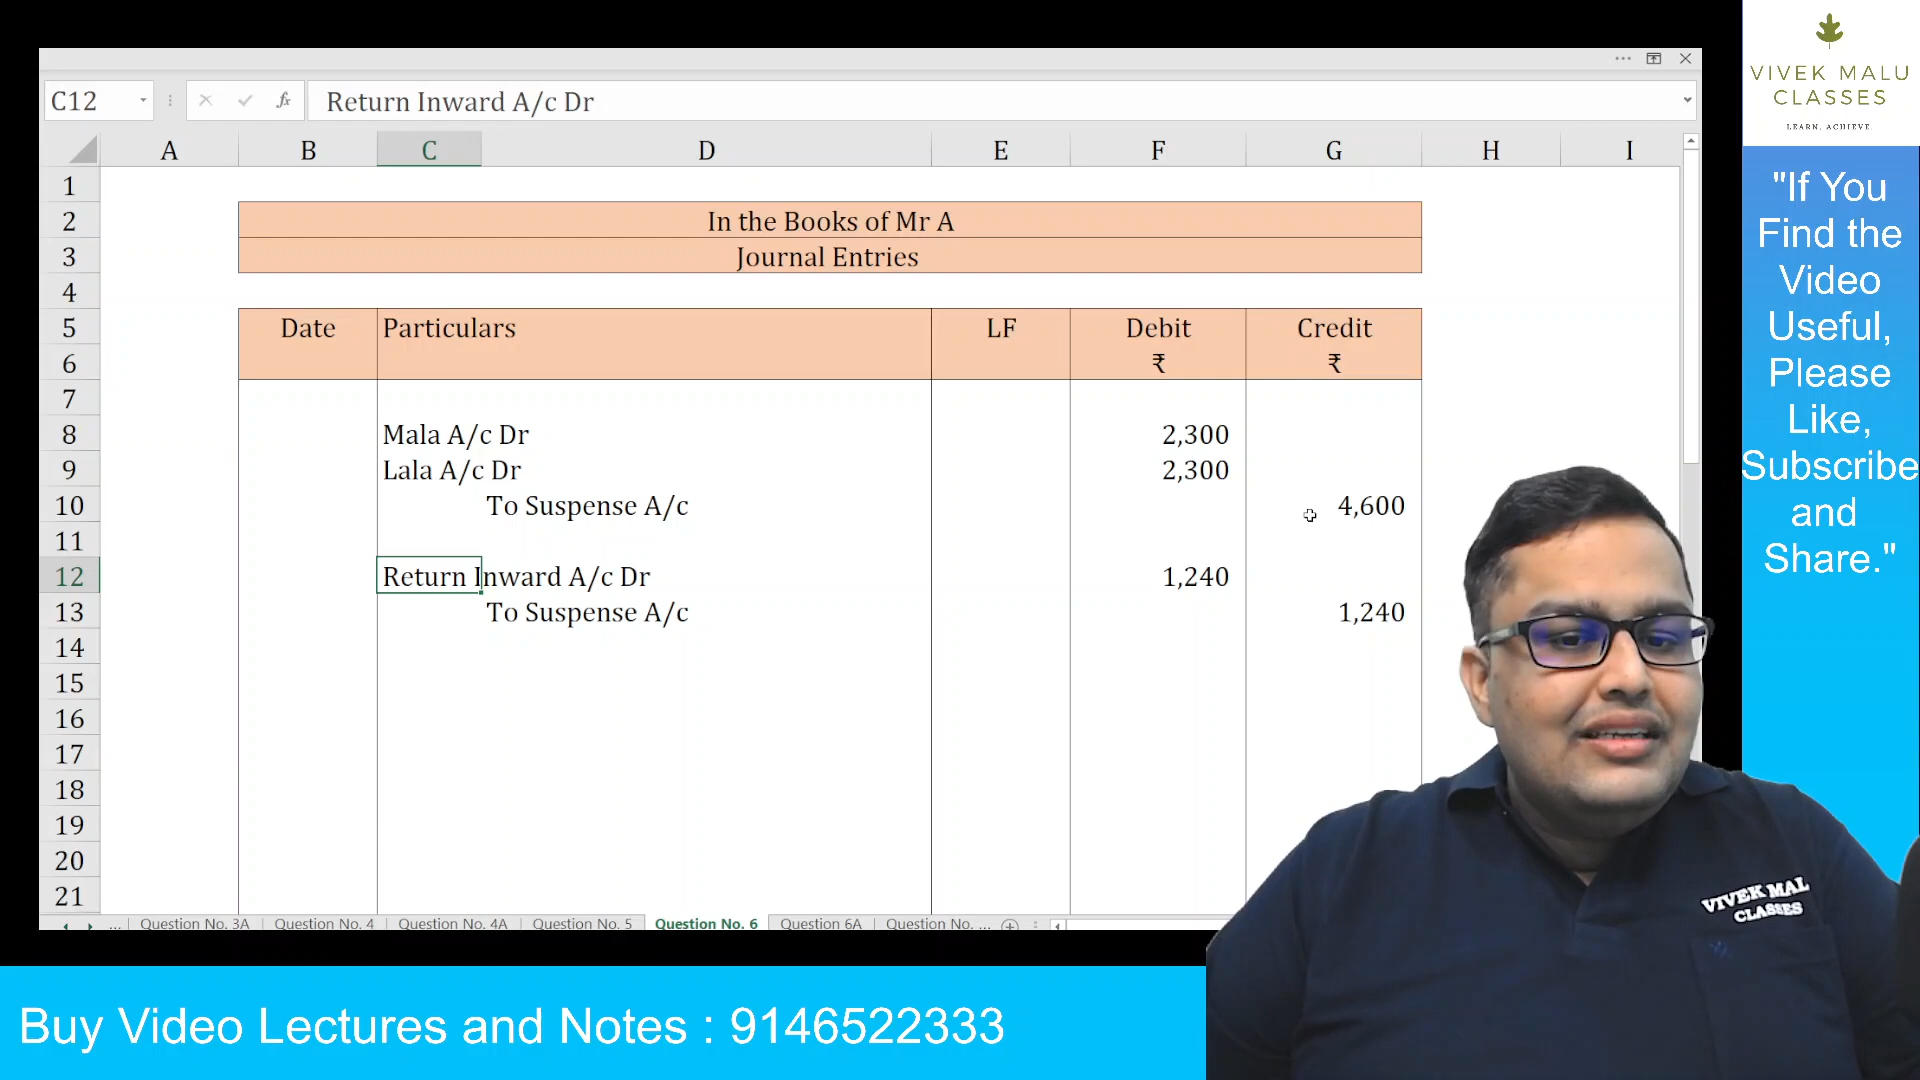 C12
fx
Return Inward A/c Dr
A B C D E F G H I
1
2 In the Books of Mr A
3 Journal Entries
4
5 Date Particulars LF Debit Credit
6 ₹ ₹
7
8 Mala A/c Dr 2,300
9 Lala A/c Dr 2,300
10 To Suspense A/c 4,600
11
12 Return Inward A/c Dr 1,240
13 To Suspense A/c 1,240
14
15
16
17
18
19
20
21
... Question No. 3A Question No. 4 Question No. 4A Question No. 5 Question No. 6 Question 6A Question No. ...
VIVEK MALU
CLASSES
LEARN. ACHIEVE.
"If You
Find the
Video
Useful,
Please
Like,
Subscribe
and
Share."
VIVEK MAL
CLASSES
Buy Video Lectures and Notes : 9146522333